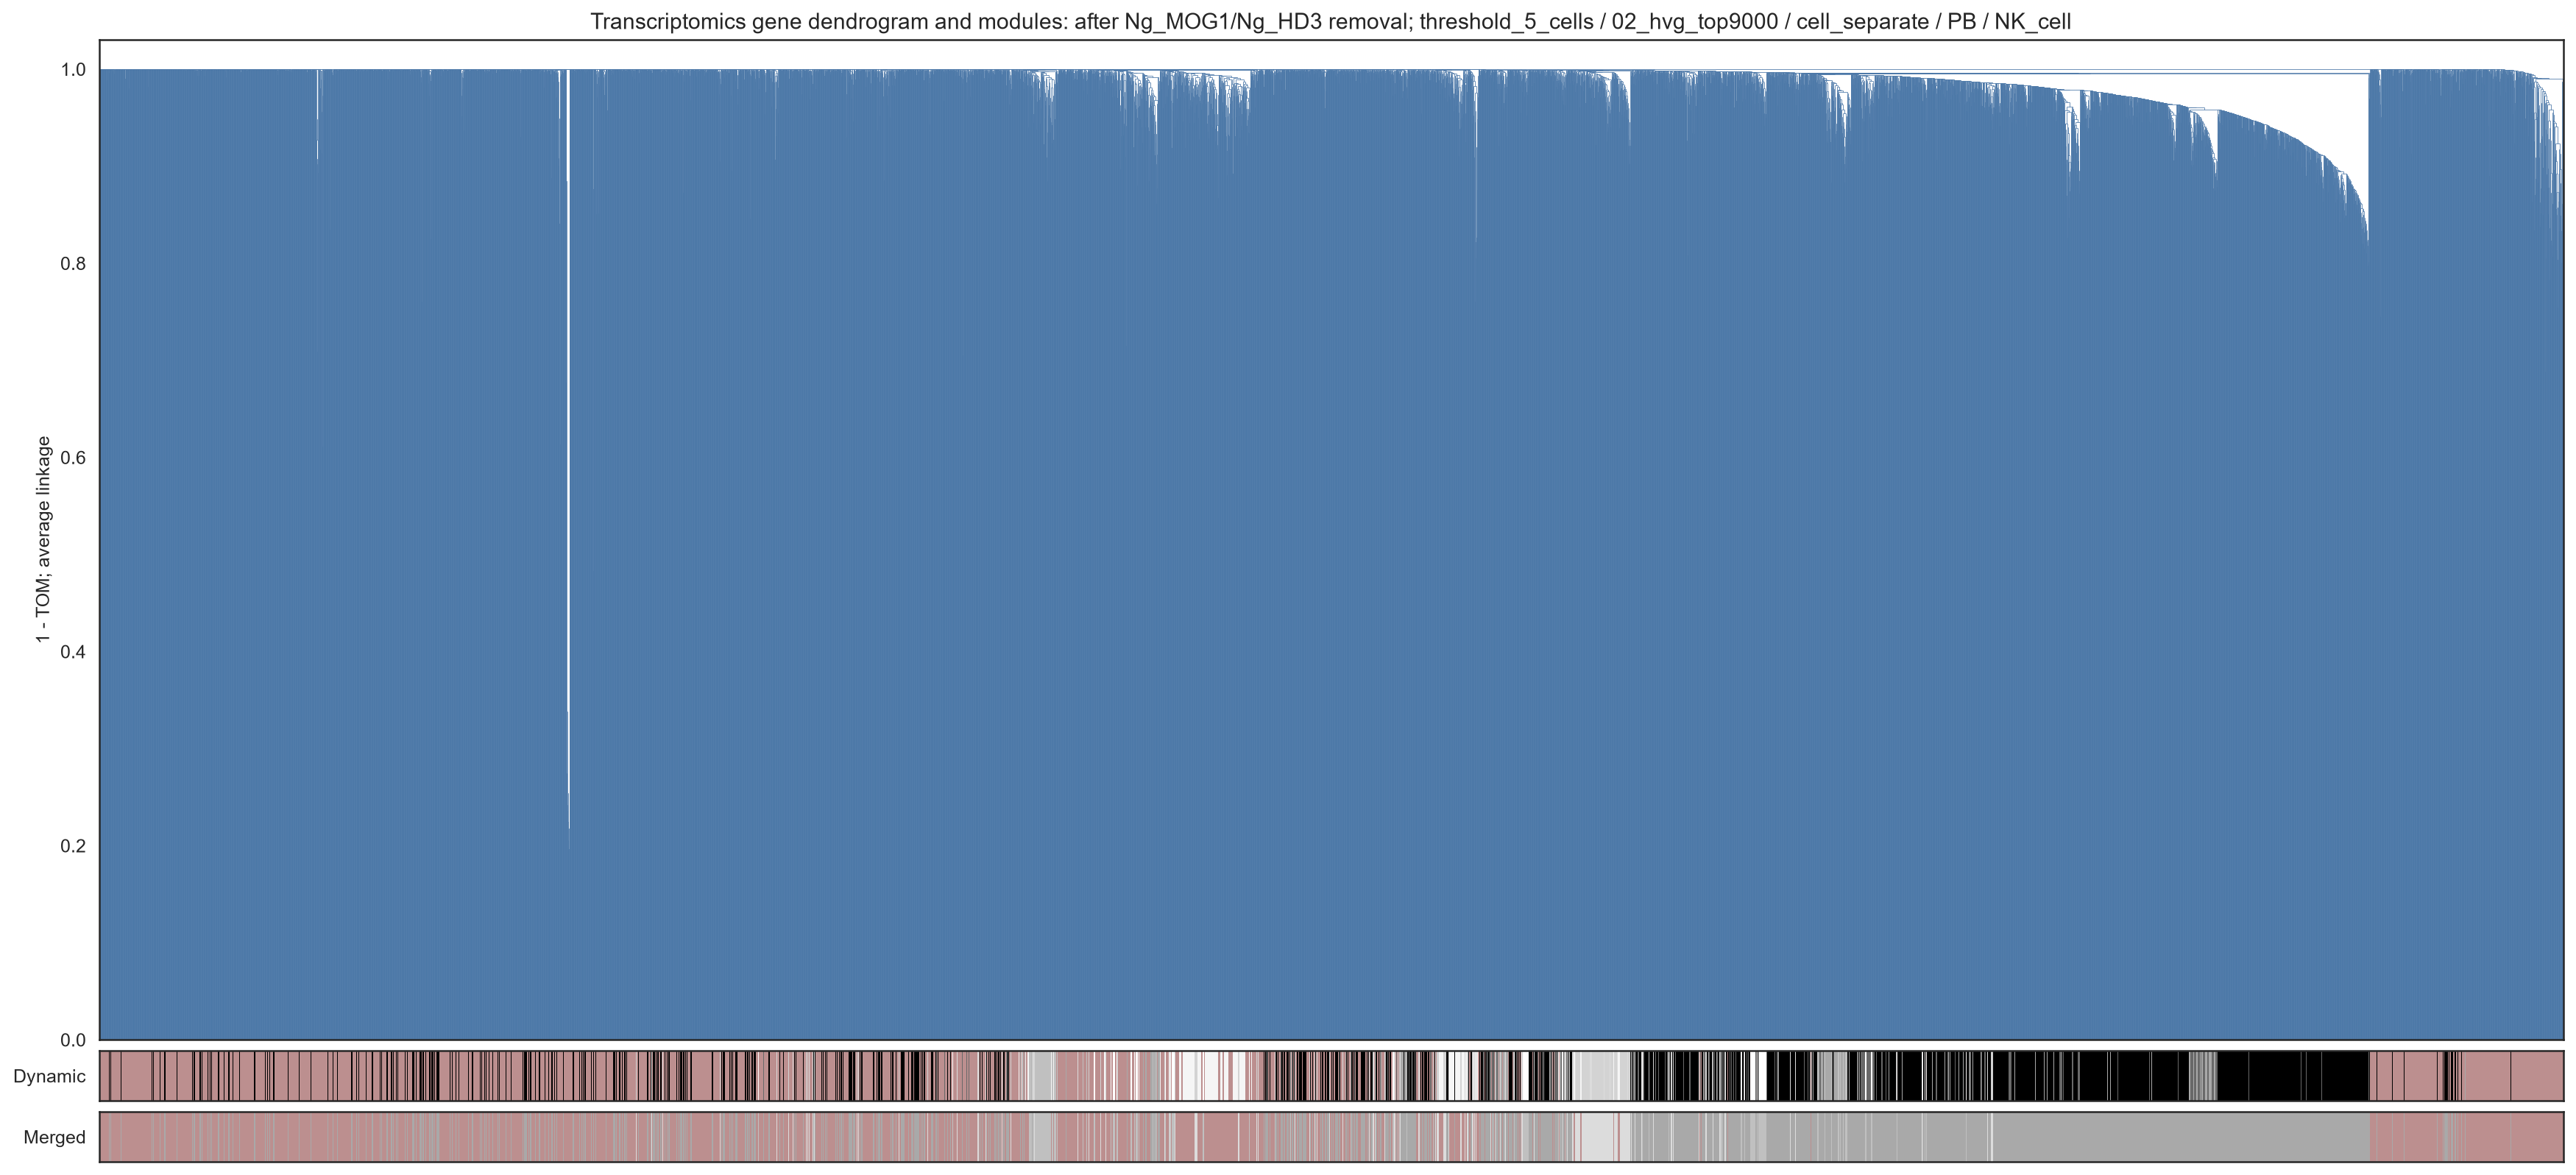 Transcriptomics gene dendrogram and modules: after Ng_MOG1/Ng_HD3 removal; threshold_5_cells / 02_hvg_top9000 / cell_separate / PB / NK_cell
1.0
0.8
0.6
0.4
0.2
0.0
1 - TOM; average linkage
Dynamic
Merged